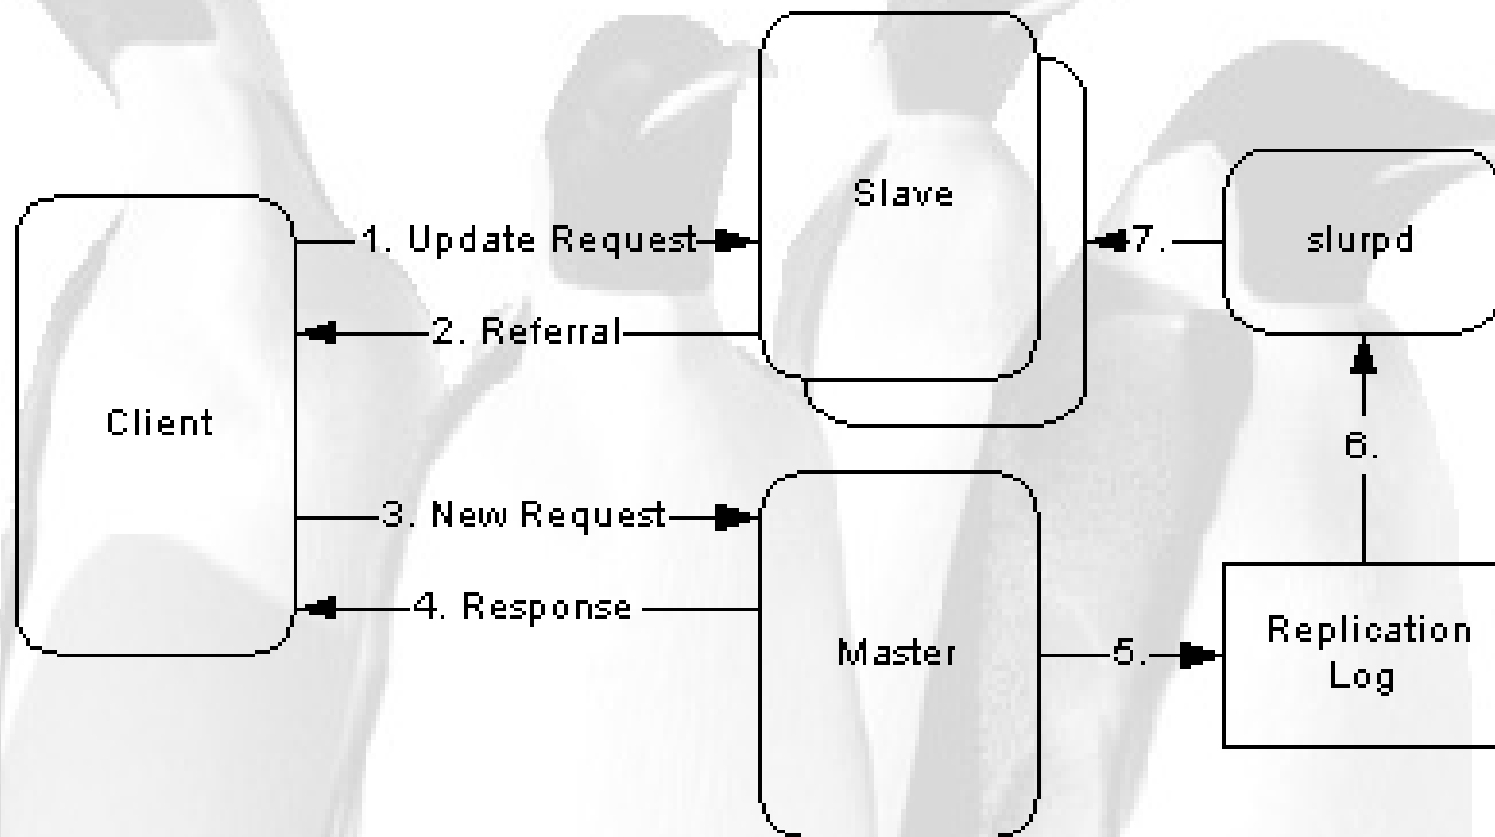 Slave
1. Update Request
7.
slurpd
2. Referral
Client
6.
3. New Request
4. Response
Master
5.
Replication
Log